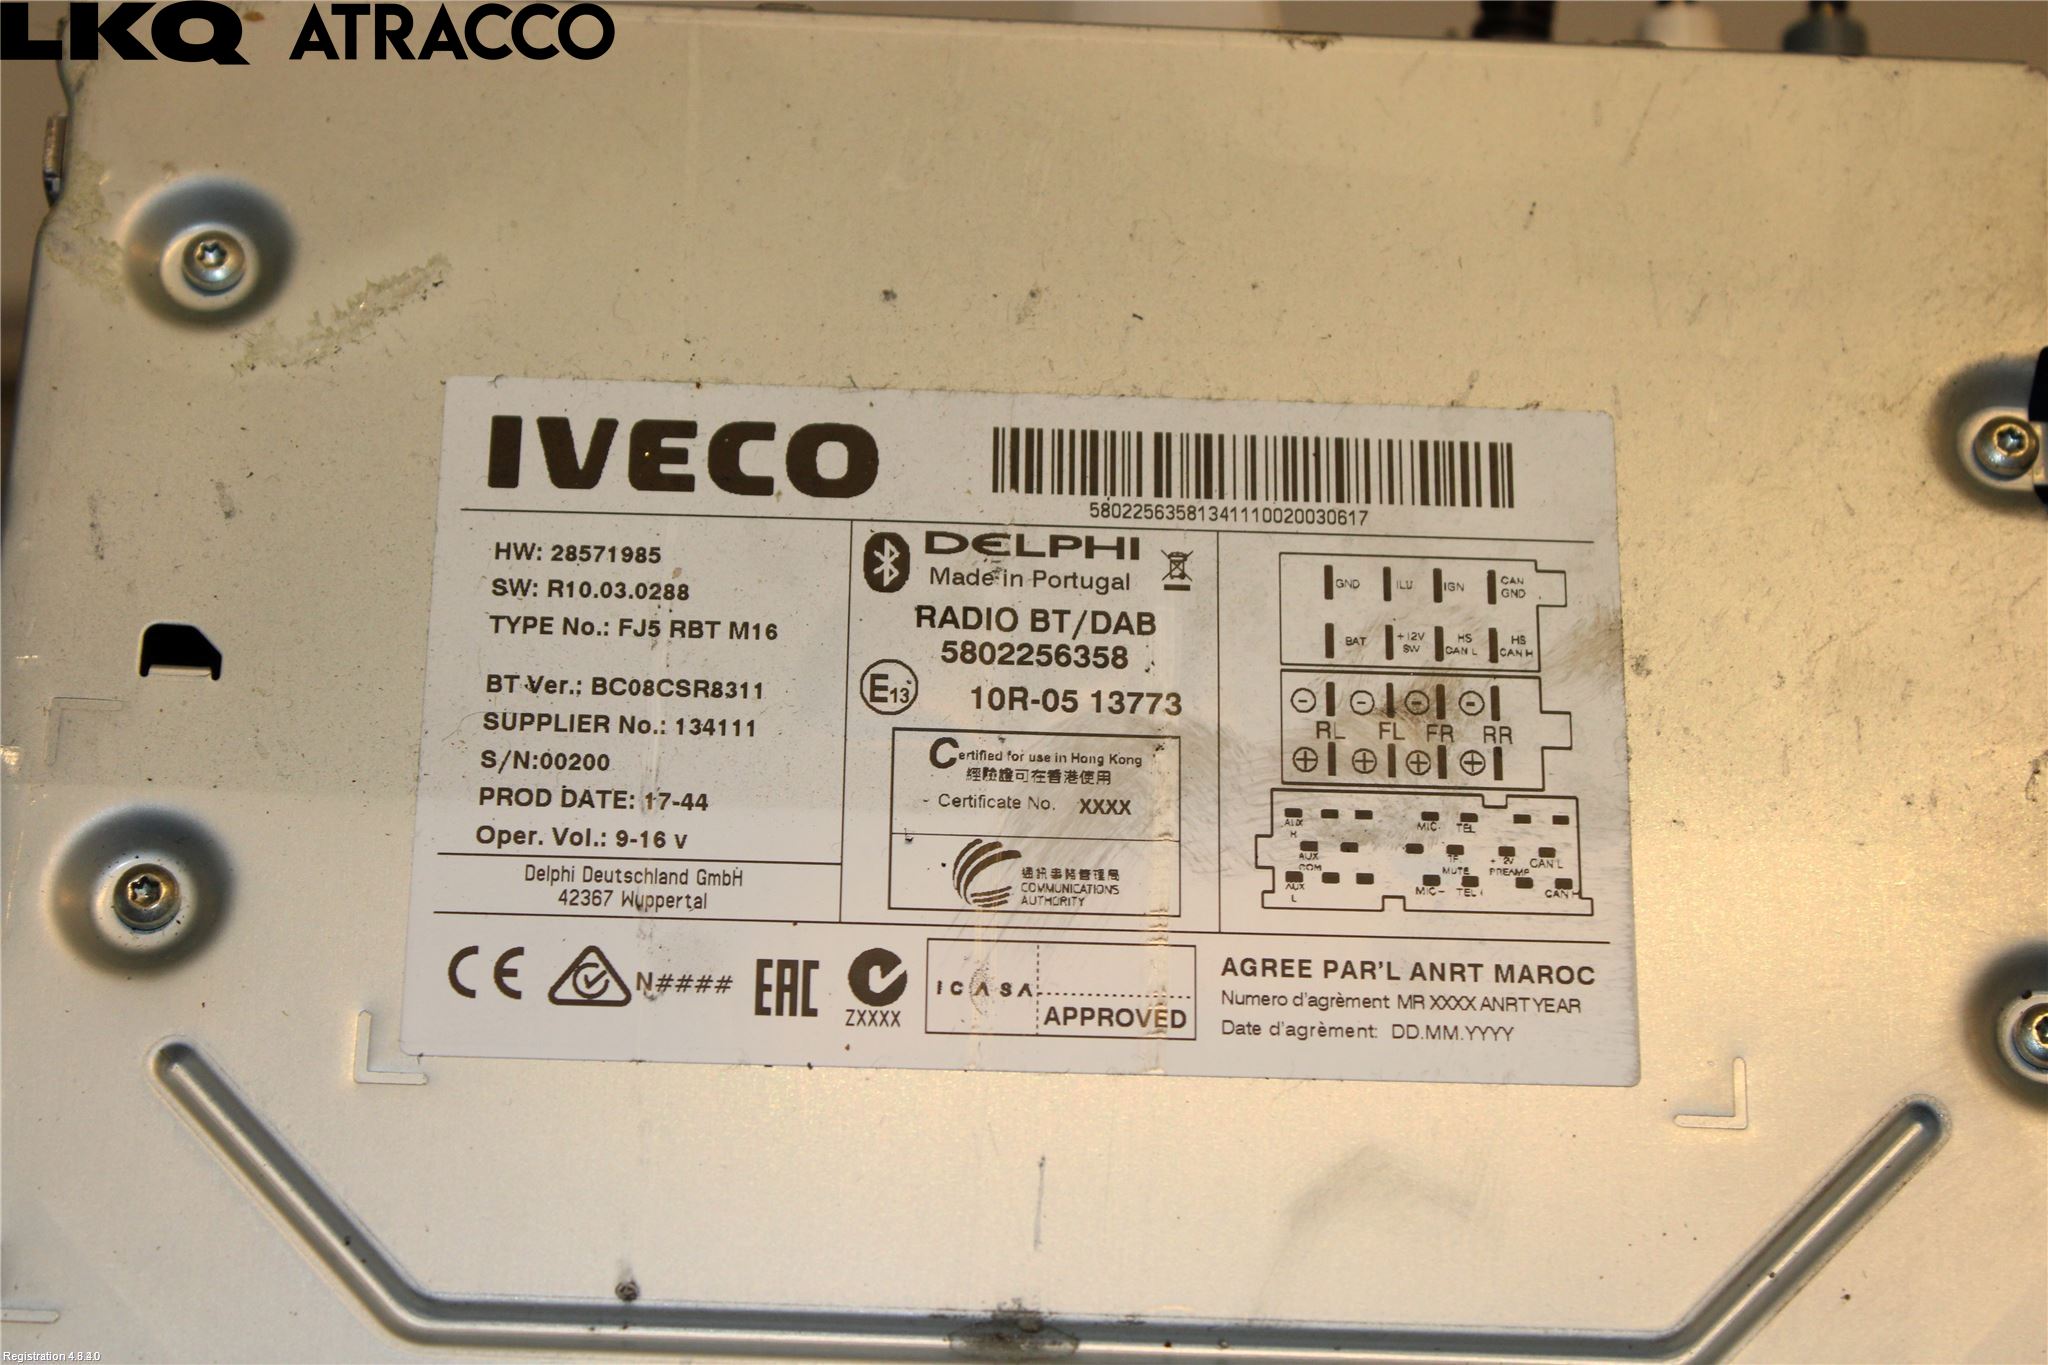 LKQ ATRACCO
IVECO
58022563581341110020030617
HW: 28571985
SW: R10.03.0288
TYPE No.: FJ5 RBT M16
BT Ver.: BC08CSR8311
SUPPLIER No.: 134111
S/N:00200
PROD DATE: 17-44
Oper. Vol.: 9-16 v
Delphi Deutschland GmbH
42367 Wuppertal
DELPHI
Made in Portugal
RADIO BT/DAB
5802256358
E13
10R-05 13773
Certified for use in Hong Kong
經驗證可在香港使用
- Certificate No. XXXX
通訊事務管理局
COMMUNICATIONS
AUTHORITY
GND ILU IGN CAN GND
BAT +12V SW HS CAN L HS CAN H
RL FL FR RR
AUX R MIC- TEL
AUX COM MUTE PREAMP CAN L
AUX L MIC- TEL CAN H
CE N#### EAC
ZXXXX
ICASA
APPROVED
AGREE PAR'L ANRT MAROC
Numero d'agrèment MR XXXX ANRT YEAR
Date d'agrèment: DD.MM.YYYY